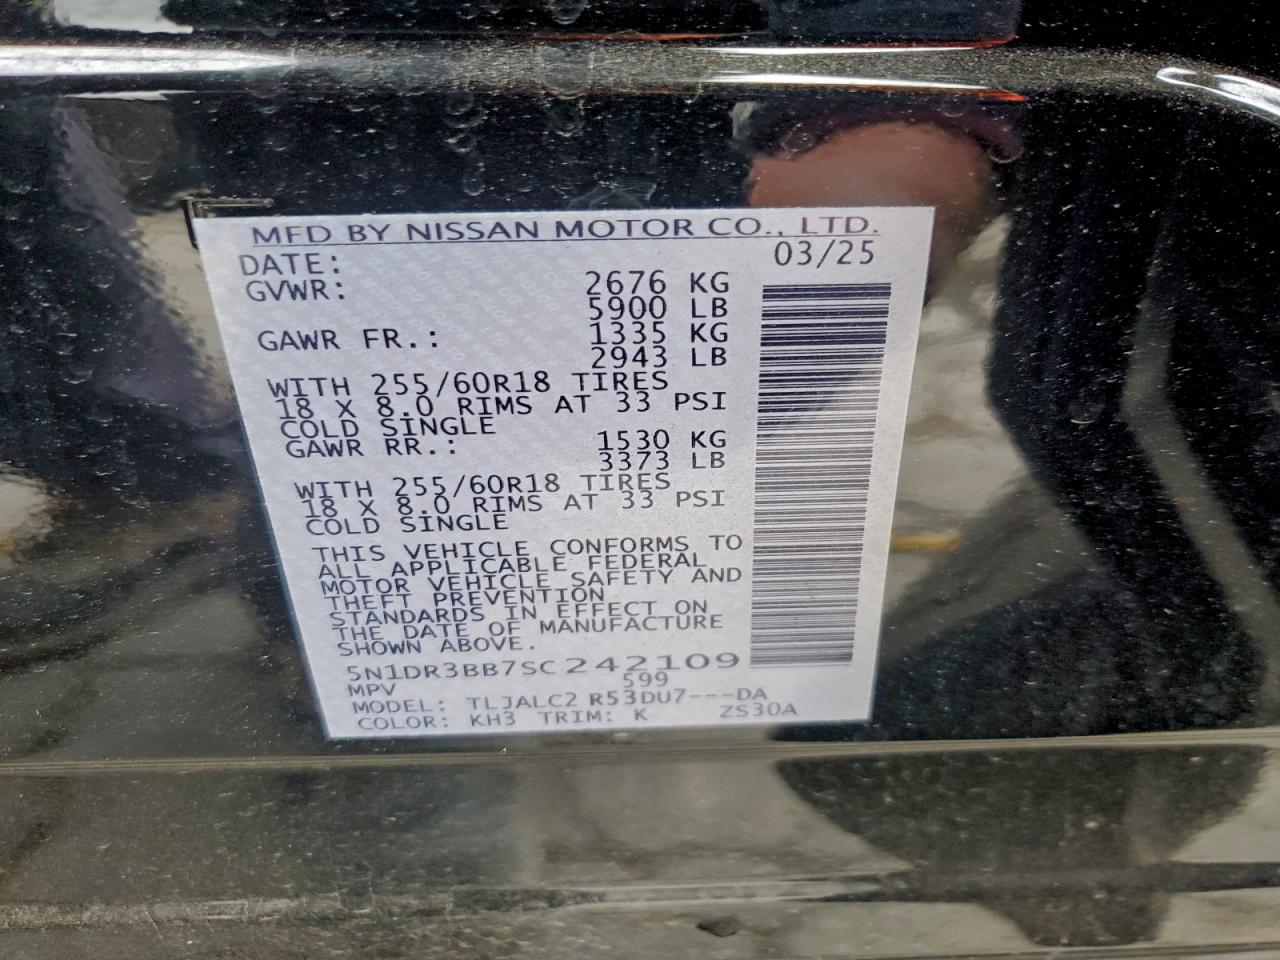 MFD BY NISSAN MOTOR CO., LTD.
DATE: 03/25
GVWR: 2676 KG
5900 LB
GAWR FR.: 1335 KG
2943 LB
WITH 255/60R18 TIRES
18 X 8.0 RIMS AT 33 PSI
COLD SINGLE
GAWR RR.: 1530 KG
3373 LB
WITH 255/60R18 TIRES
18 X 8.0 RIMS AT 33 PSI
COLD SINGLE
THIS VEHICLE CONFORMS TO
ALL APPLICABLE FEDERAL
MOTOR VEHICLE SAFETY AND
THEFT PREVENTION
STANDARDS IN EFFECT ON
THE DATE OF MANUFACTURE
SHOWN ABOVE.
5N1DR3BB7SC242109
MPV 599
MODEL: TLJALC2 R53DU7---DA
COLOR: KH3 TRIM: K ZS30A